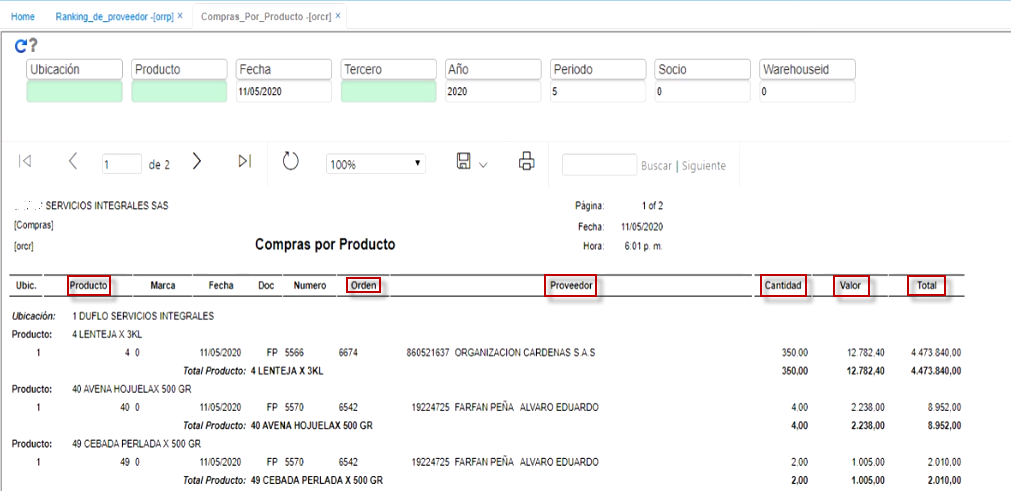 Home Ranking_de_proveedor -[orrp] × Compras_Por_Producto -[orcr] ×
?
Ubicación Producto Fecha Tercero Año Periodo Socio Warehouseid
11/05/2020 2020 5 0 0
1 de 2 100% Buscar | Siguiente
SERVICIOS INTEGRALES SAS Página: 1 of 2
[Compras] Fecha: 11/05/2020
[orcr] Compras por Producto Hora: 6:01 p. m.
Ubic. Producto Marca Fecha Doc Numero Orden Proveedor Cantidad Valor Total
Ubicación: 1 DUFLO SERVICIOS INTEGRALES
Producto: 4 LENTEJA X 3KL
1 4 0 11/05/2020 FP 5566 6674 860521637 ORGANIZACION CARDENAS S.A.S 350.00 12.782.40 4.473.840,00
Total Producto: 4 LENTEJA X 3KL 350.00 12.782,40 4.473.840,00
Producto: 40 AVENA HOJUELAX 500 GR
1 40 0 11/05/2020 FP 5570 6542 19224725 FARFAN PEÑA ALVARO EDUARDO 4.00 2.238.00 8.952,00
Total Producto: 40 AVENA HOJUELAX 500 GR 4.00 2.238.00 8.952,00
Producto: 49 CEBADA PERLADA X 500 GR
1 49 0 11/05/2020 FP 5570 6542 19224725 FARFAN PEÑA ALVARO EDUARDO 2.00 1.005.00 2.010,00
Total Producto: 49 CEBADA PERLADA X 500 GR 2,00 1.005.00 2.010,00